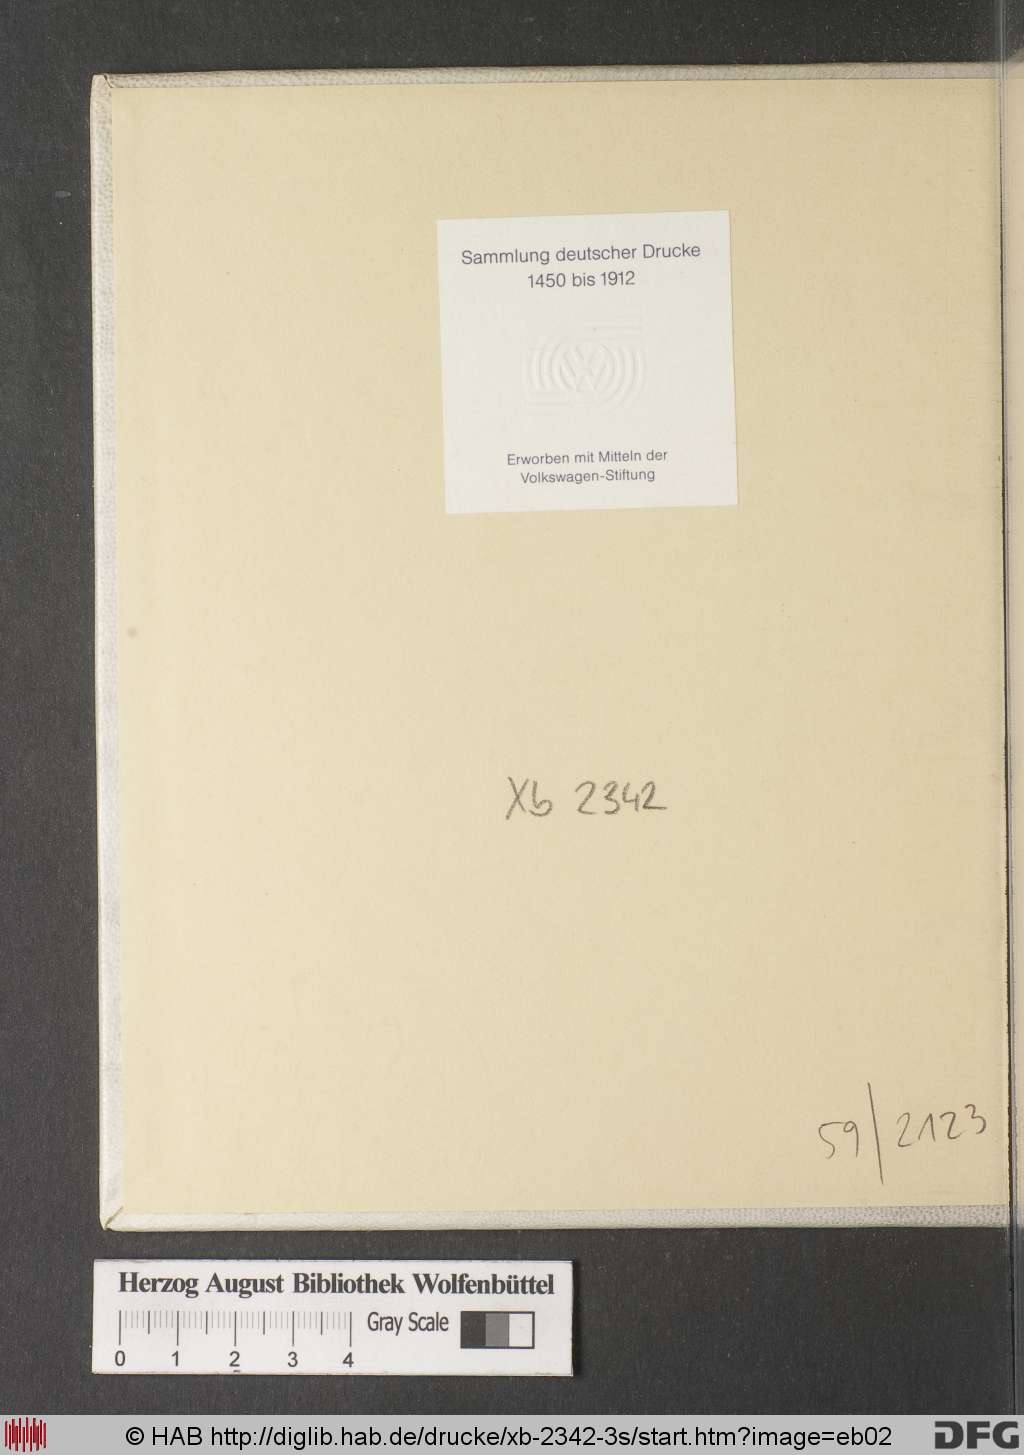 Sammlung deutscher Drucke
1450 bis 1912
Erworben mit Mitteln der
Volkswagen-Stiftung
Xb 2342
59/2123
Herzog August Bibliothek Wolfenbüttel
Gray Scale
0 1 2 3 4
© HAB http://diglib.hab.de/drucke/xb-2342-3s/start.htm?image=eb02
DFG